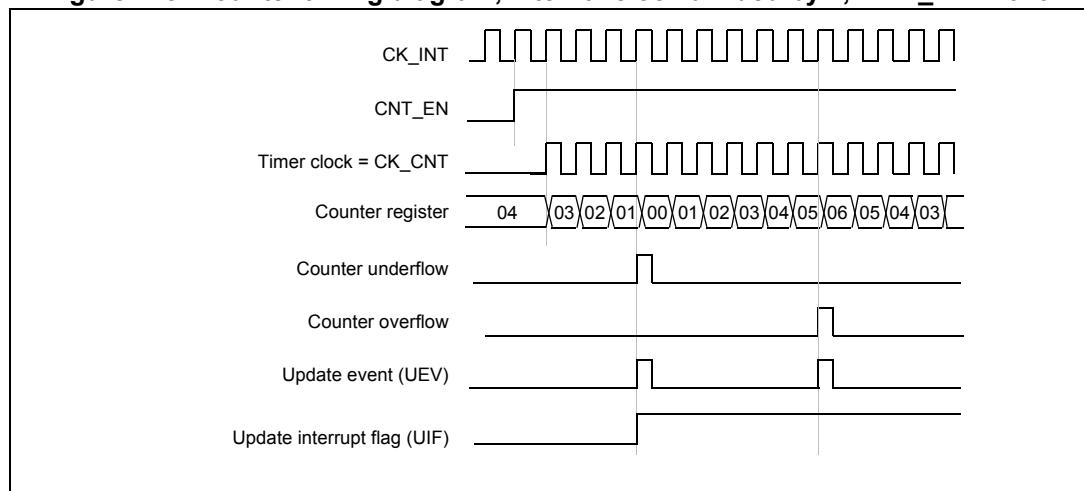 CK_INT
CNT_EN
Timer clock = CK_CNT
Counter register 04 03 02 01 00 01 02 03 04 05 06 05 04 03
Counter underflow
Counter overflow
Update event (UEV)
Update interrupt flag (UIF)